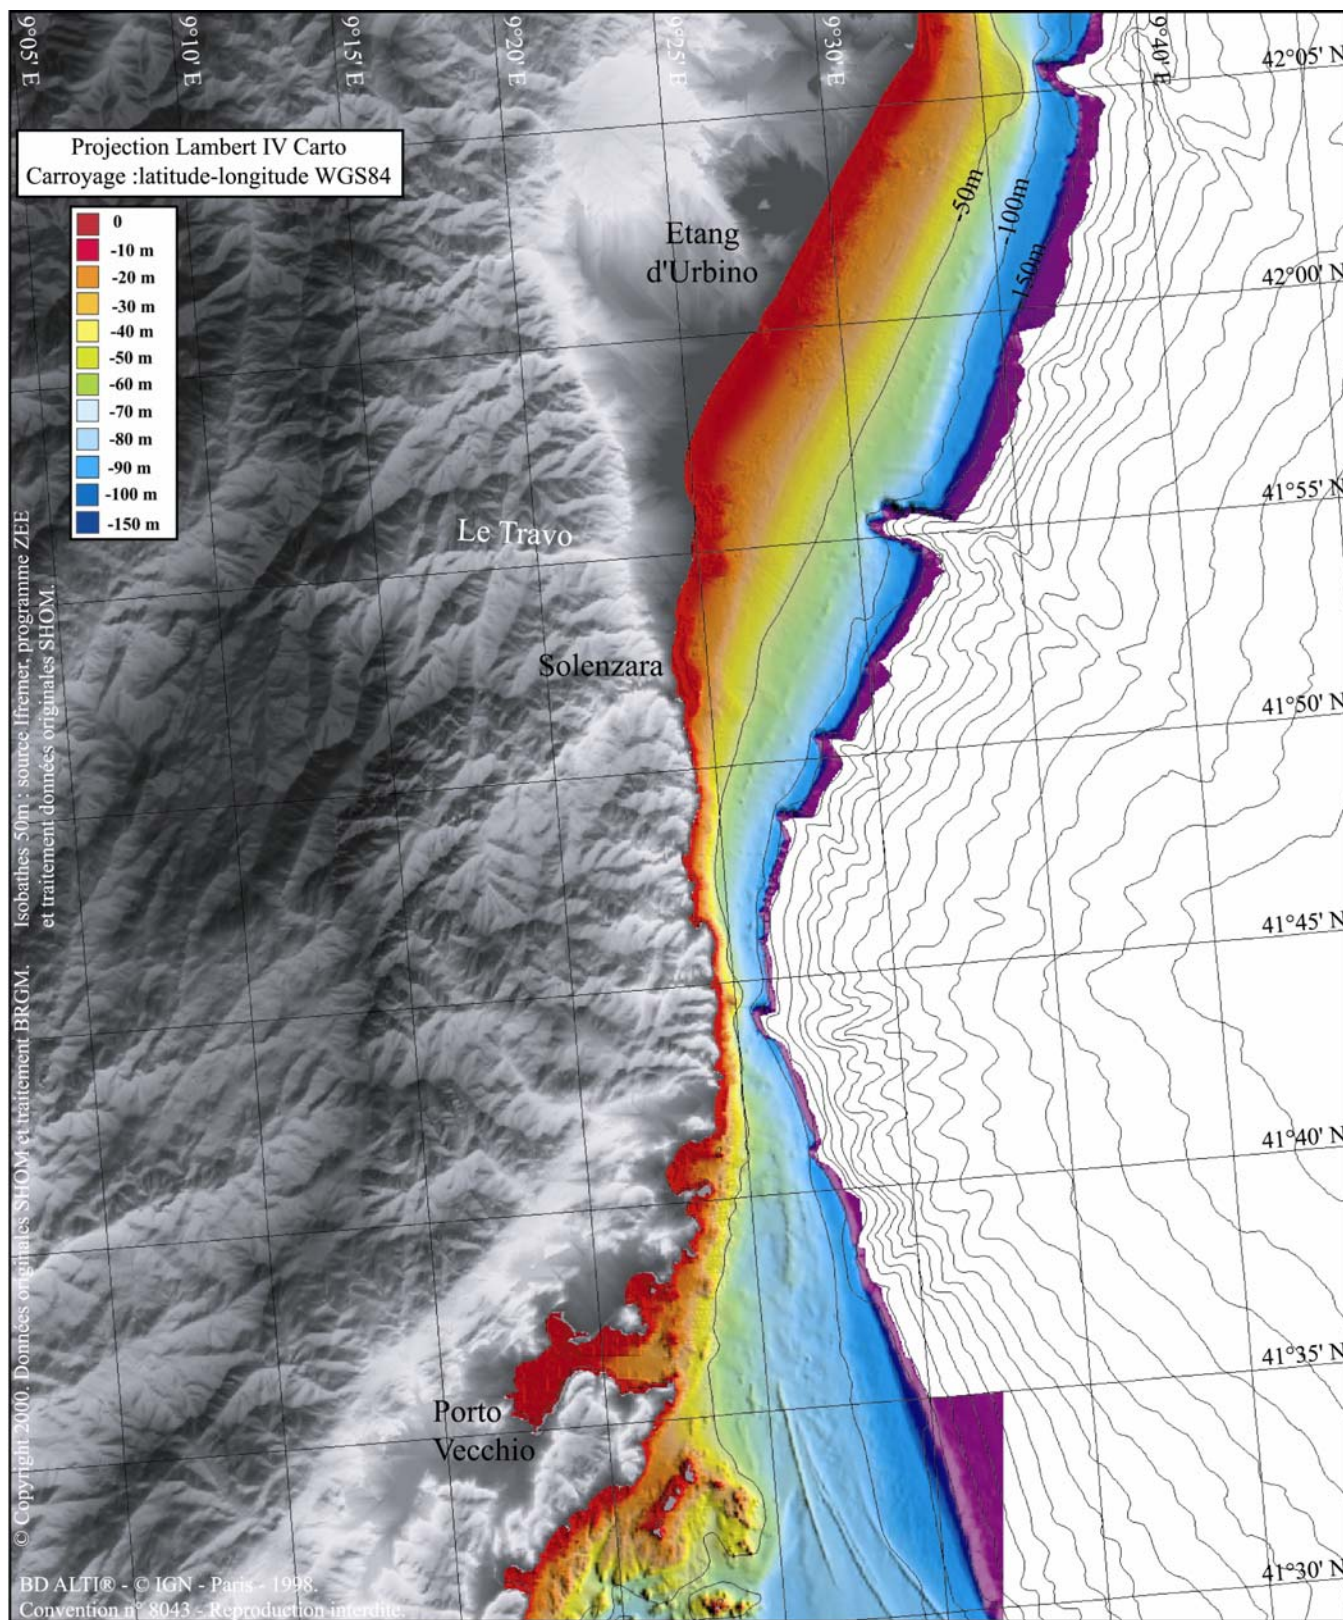 9°05' E
9°10' E
9°15' E
9°20' E
9°25' E
9°30' E
9°40' E
42°05' N
Projection Lambert IV Carto
Carroyage :latitude-longitude WGS84
0
-10 m
-20 m
-30 m
-40 m
-50 m
-60 m
-70 m
-80 m
-90 m
-100 m
-150 m
Etang
d'Urbino
-50m
-100m
150m
42°00' N
41°55' N
Le Travo
Solenzara
41°50' N
41°45' N
41°40' N
41°35' N
Porto
Vecchio
41°30' N
Isobathes 50m : source Ifremer, programme ZEE
et traitement données originales SHOM.
© Copyright 2000. Données originales SHOM et traitement BRGM.
BD ALTI® - © IGN - Paris - 1998.
Convention n° 8043 - Reproduction interdite.